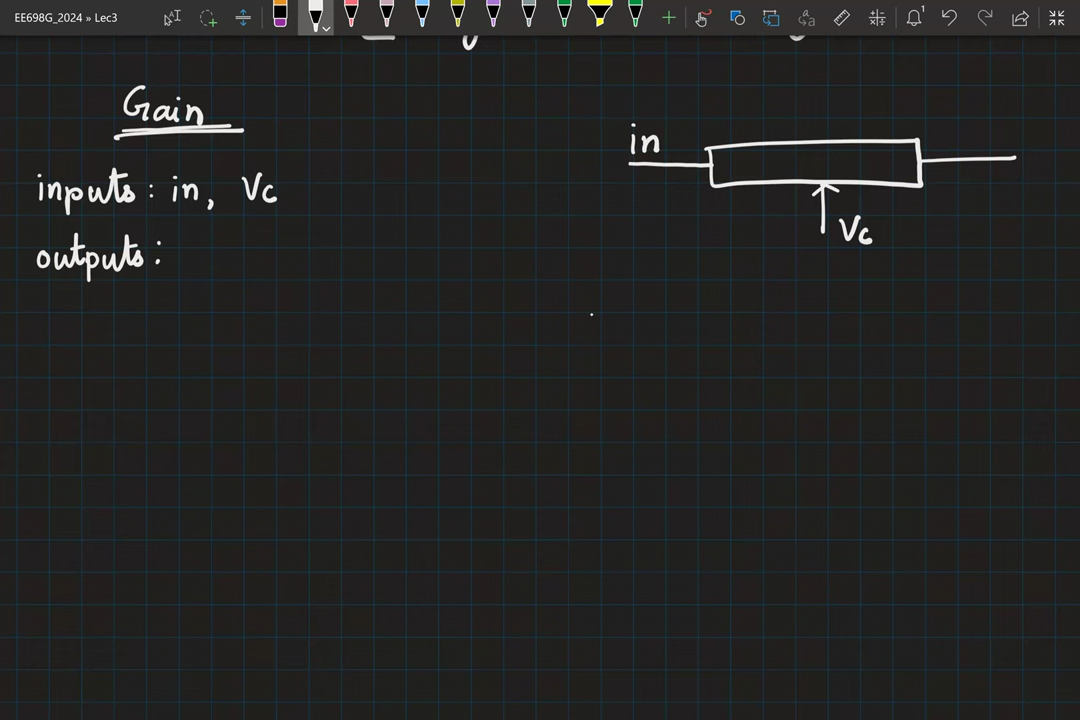 EE698G_2024 » Lec3
Gain
in
inputs : in, Vc
Vc
outputs :